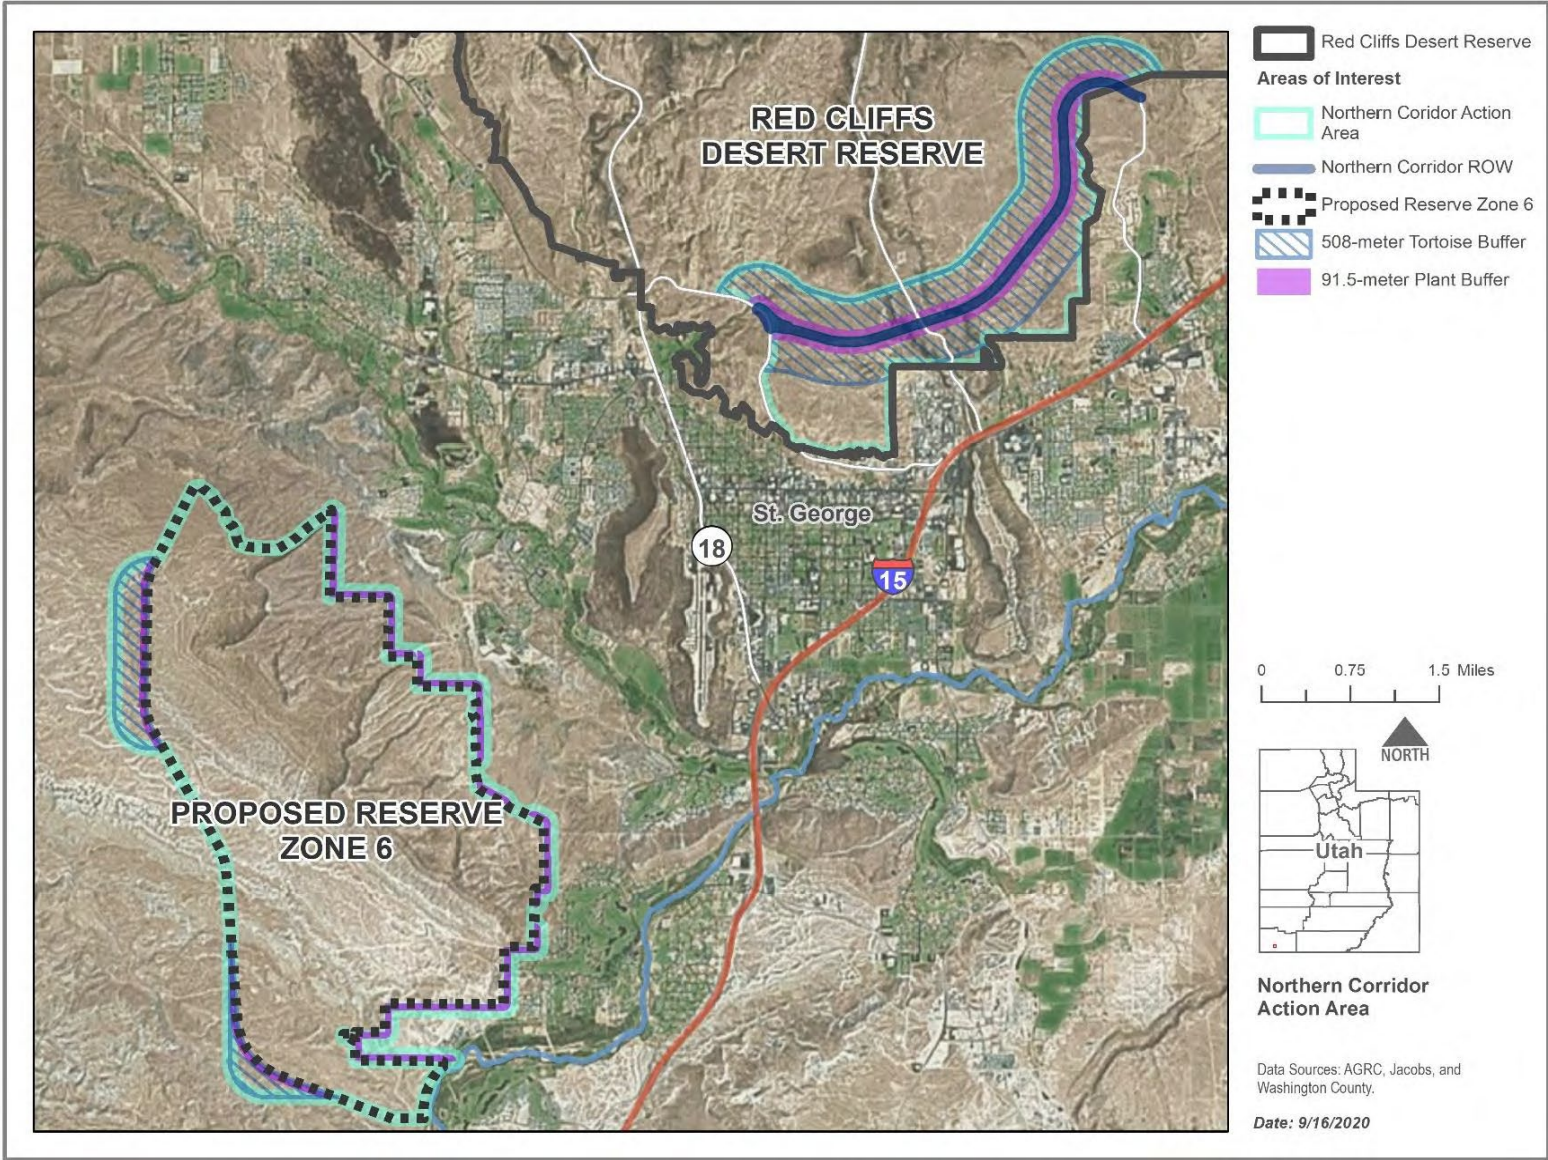 RED CLIFFS
DESERT RESERVE
St. George
18
15
PROPOSED RESERVE
ZONE 6
Red Cliffs Desert Reserve
Areas of Interest
Northern Coridor Action
Area
Northern Corridor ROW
Proposed Reserve Zone 6
508-meter Tortoise Buffer
91.5-meter Plant Buffer
0 0.75 1.5 Miles
NORTH
Utah
Northern Corridor
Action Area
Data Sources: AGRC, Jacobs, and
Washington County.
Date: 9/16/2020